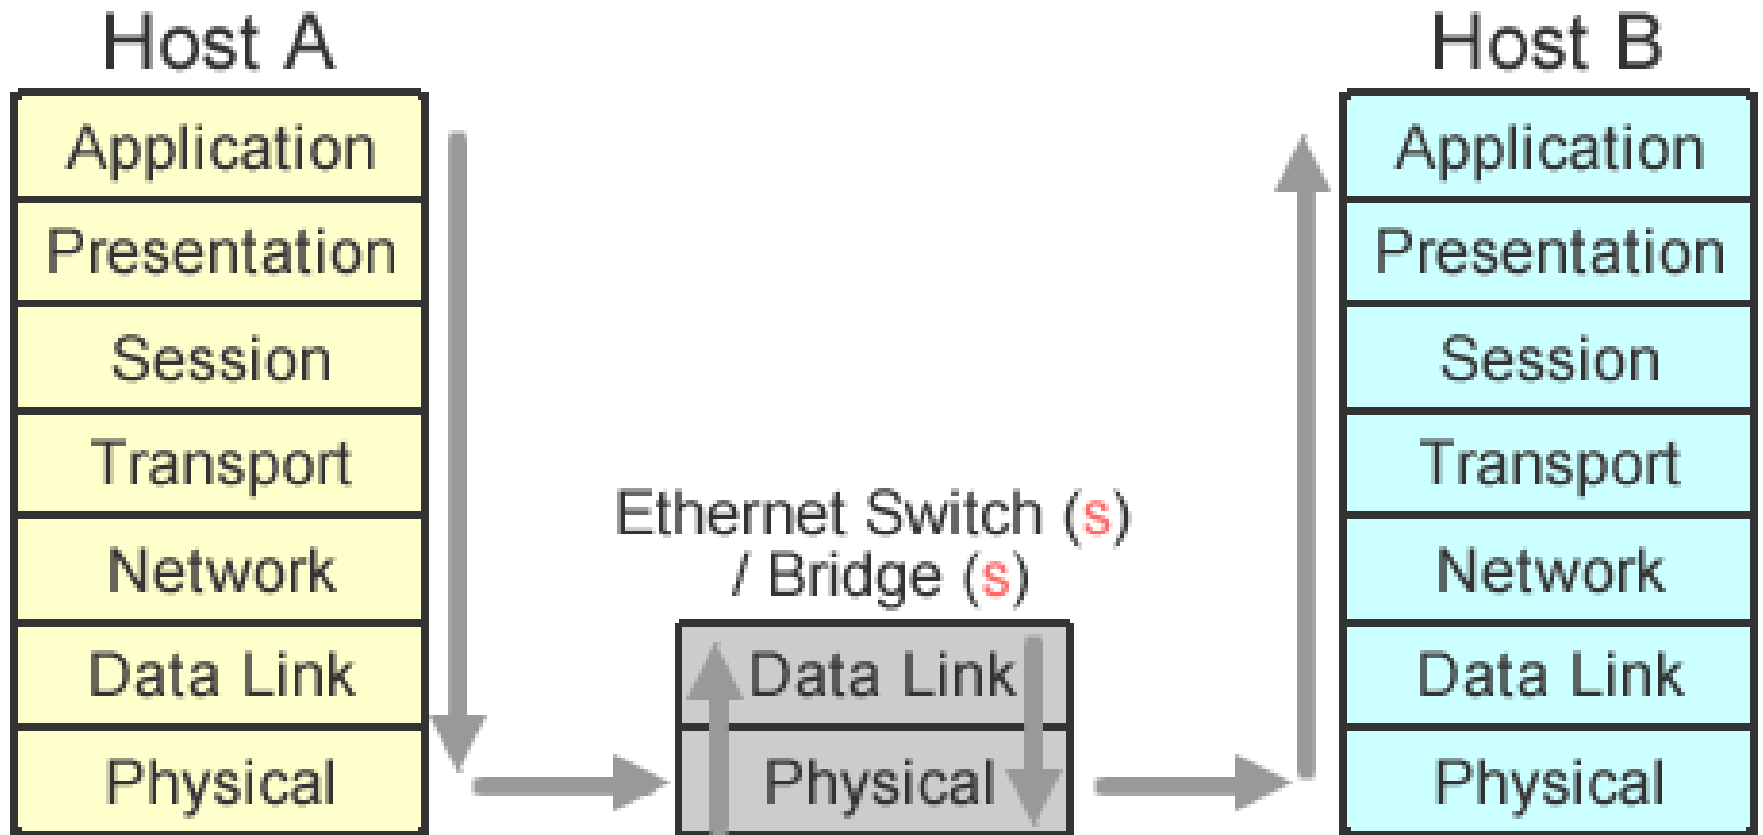 Host A
Application
Presentation
Session
Transport
Network
Data Link
Physical
Ethernet Switch (s)
/ Bridge (s)
Data Link
Physical
Host B
Application
Presentation
Session
Transport
Network
Data Link
Physical